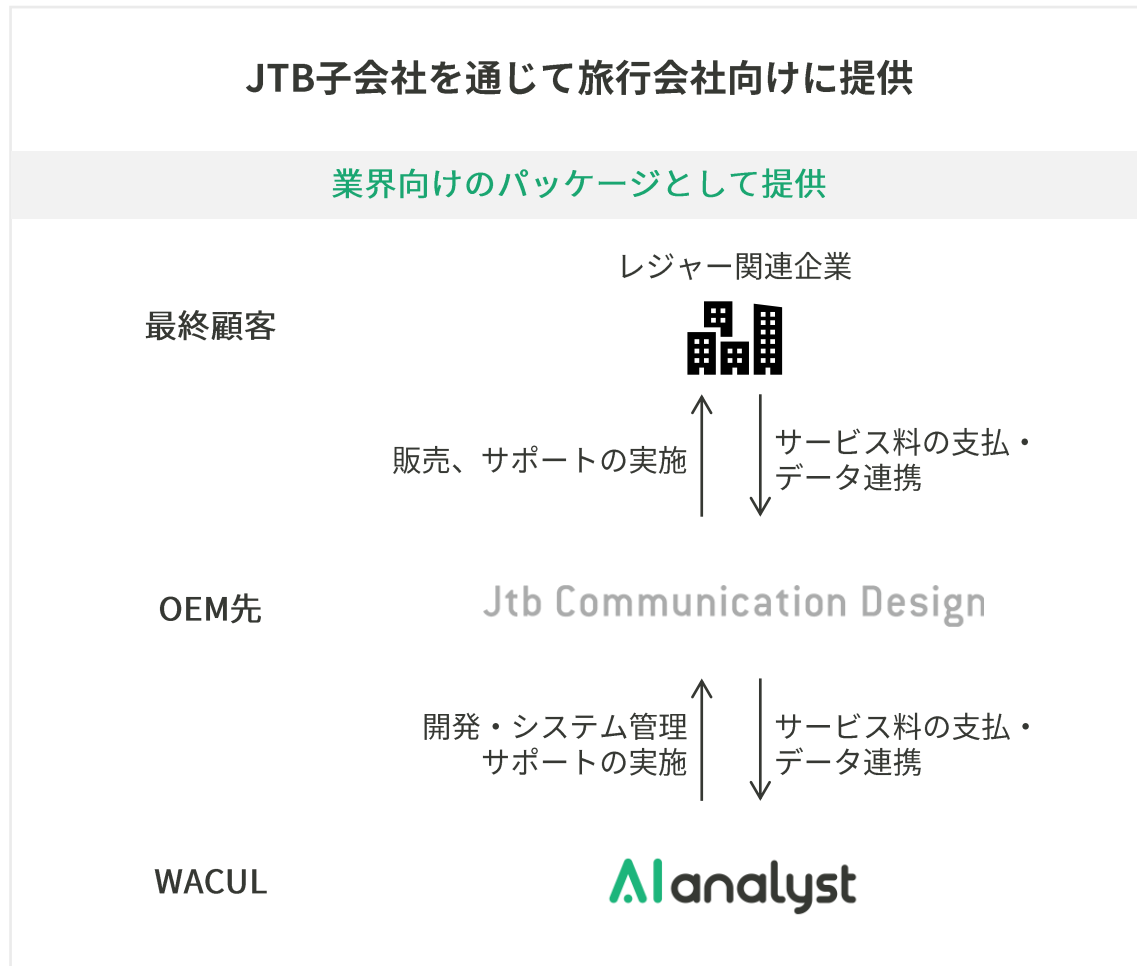 JTB子会社を通じて旅行会社向けに提供
業界向けのパッケージとして提供
レジャー関連企業
最終顧客
販売、サポートの実施
サービス料の支払・
データ連携
OEM先
Jtb Communication Design
開発・システム管理
サポートの実施
サービス料の支払・
データ連携
WACUL
AI analyst